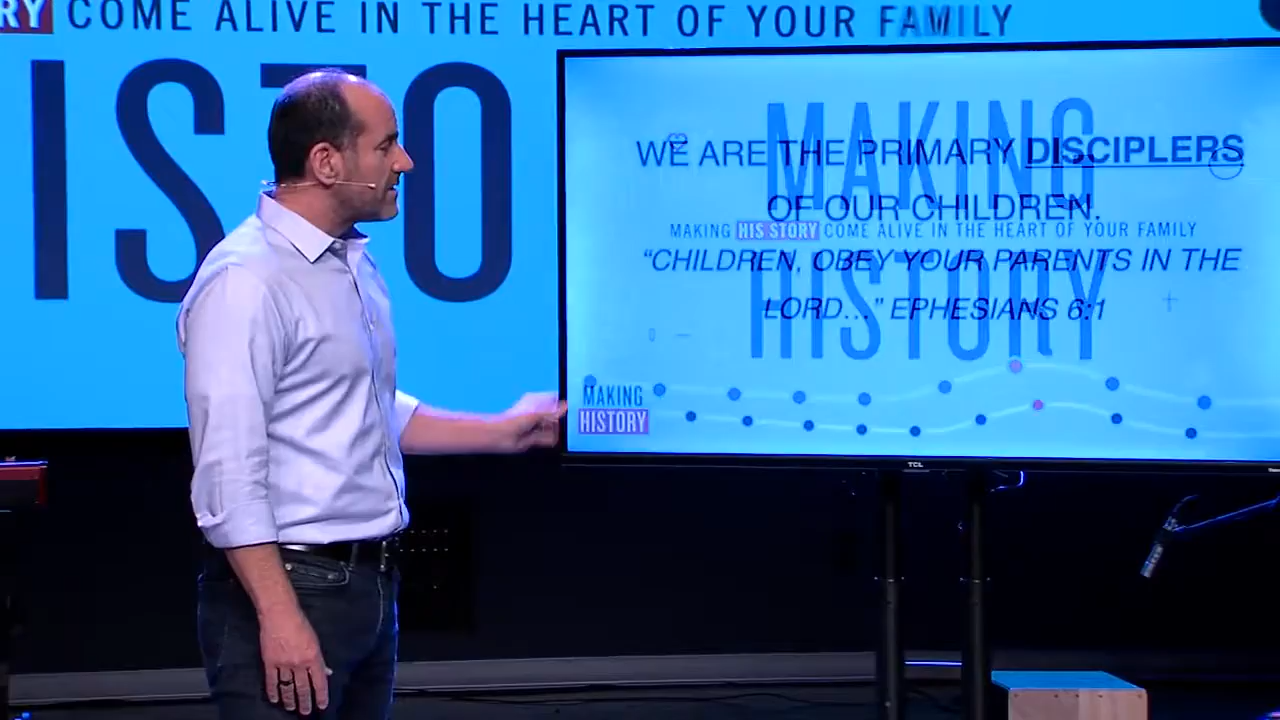 RY COME ALIVE IN THE HEART OF YOUR FAMILY
ISTO
MAKING
WE ARE THE PRIMARY DISCIPLERS
OF OUR CHILDREN.
MAKING HIS STORY COME ALIVE IN THE HEART OF YOUR FAMILY
“CHILDREN, OBEY YOUR PARENTS IN THE
LORD…” EPHESIANS 6:1
HISTORY
MAKING
HISTORY
TCL